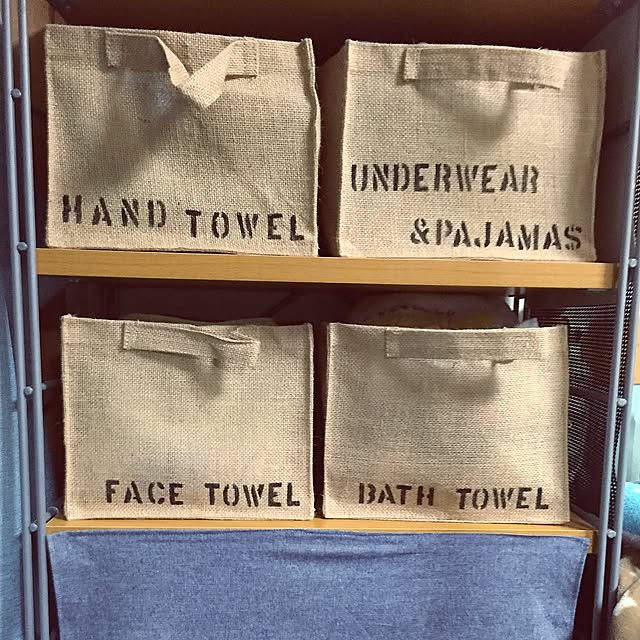 HAND TOWEL
UNDERWEAR
&PAJAMAS
FACE TOWEL
BATH TOWEL